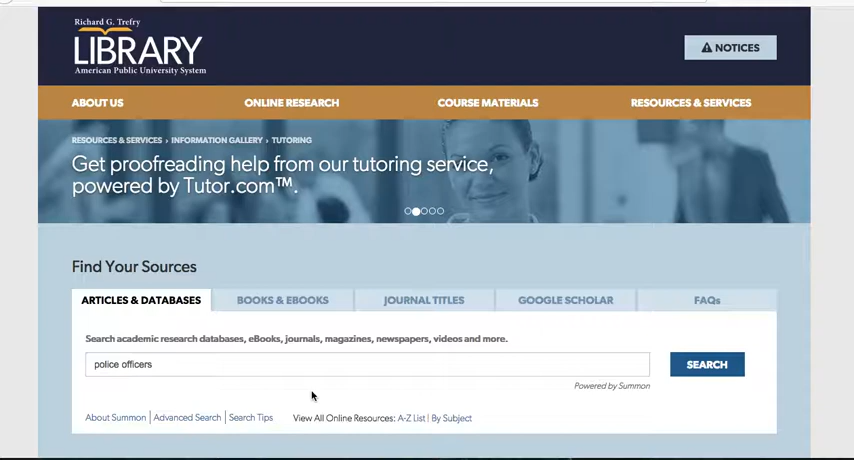 Richard G. Trefry
LIBRARY
American Public University System
NOTICES
ABOUT US
ONLINE RESEARCH
COURSE MATERIALS
RESOURCES & SERVICES
RESOURCES & SERVICES › INFORMATION GALLERY › TUTORING
Get proofreading help from our tutoring service,
powered by Tutor.com™.
Find Your Sources
ARTICLES & DATABASES
BOOKS & EBOOKS
JOURNAL TITLES
GOOGLE SCHOLAR
FAQs
Search academic research databases, eBooks, journals, magazines, newspapers, videos and more.
police officers
SEARCH
Powered by Summon
About Summon | Advanced Search | Search Tips
View All Online Resources: A-Z List | By Subject